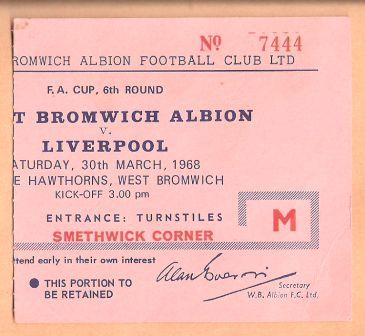 Nº 7444
BROMWICH ALBION FOOTBALL CLUB LTD
F.A. CUP, 6th ROUND
T BROMWICH ALBION
V.
LIVERPOOL
ATURDAY, 30th MARCH, 1968
E HAWTHORNS, WEST BROMWICH
KICK-OFF 3.00 pm
ENTRANCE: TURNSTILES
M
SMETHWICK CORNER
ttend early in their own interest
● THIS PORTION TO
BE RETAINED
Secretary
W.B. Albion F.C. Ltd.